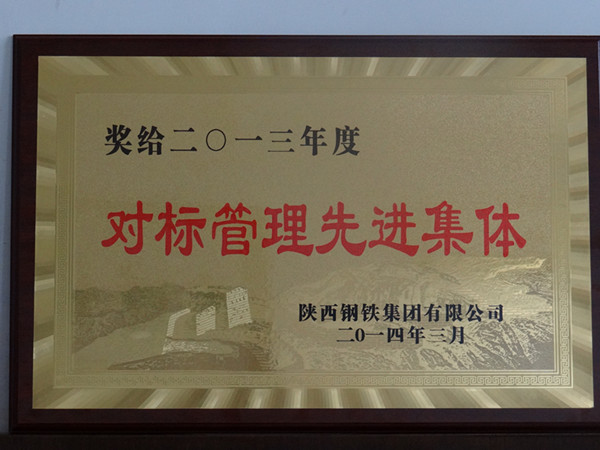 奖给二〇一三年度
对标管理先进集体
陕西钢铁集团有限公司
二0一四年三月